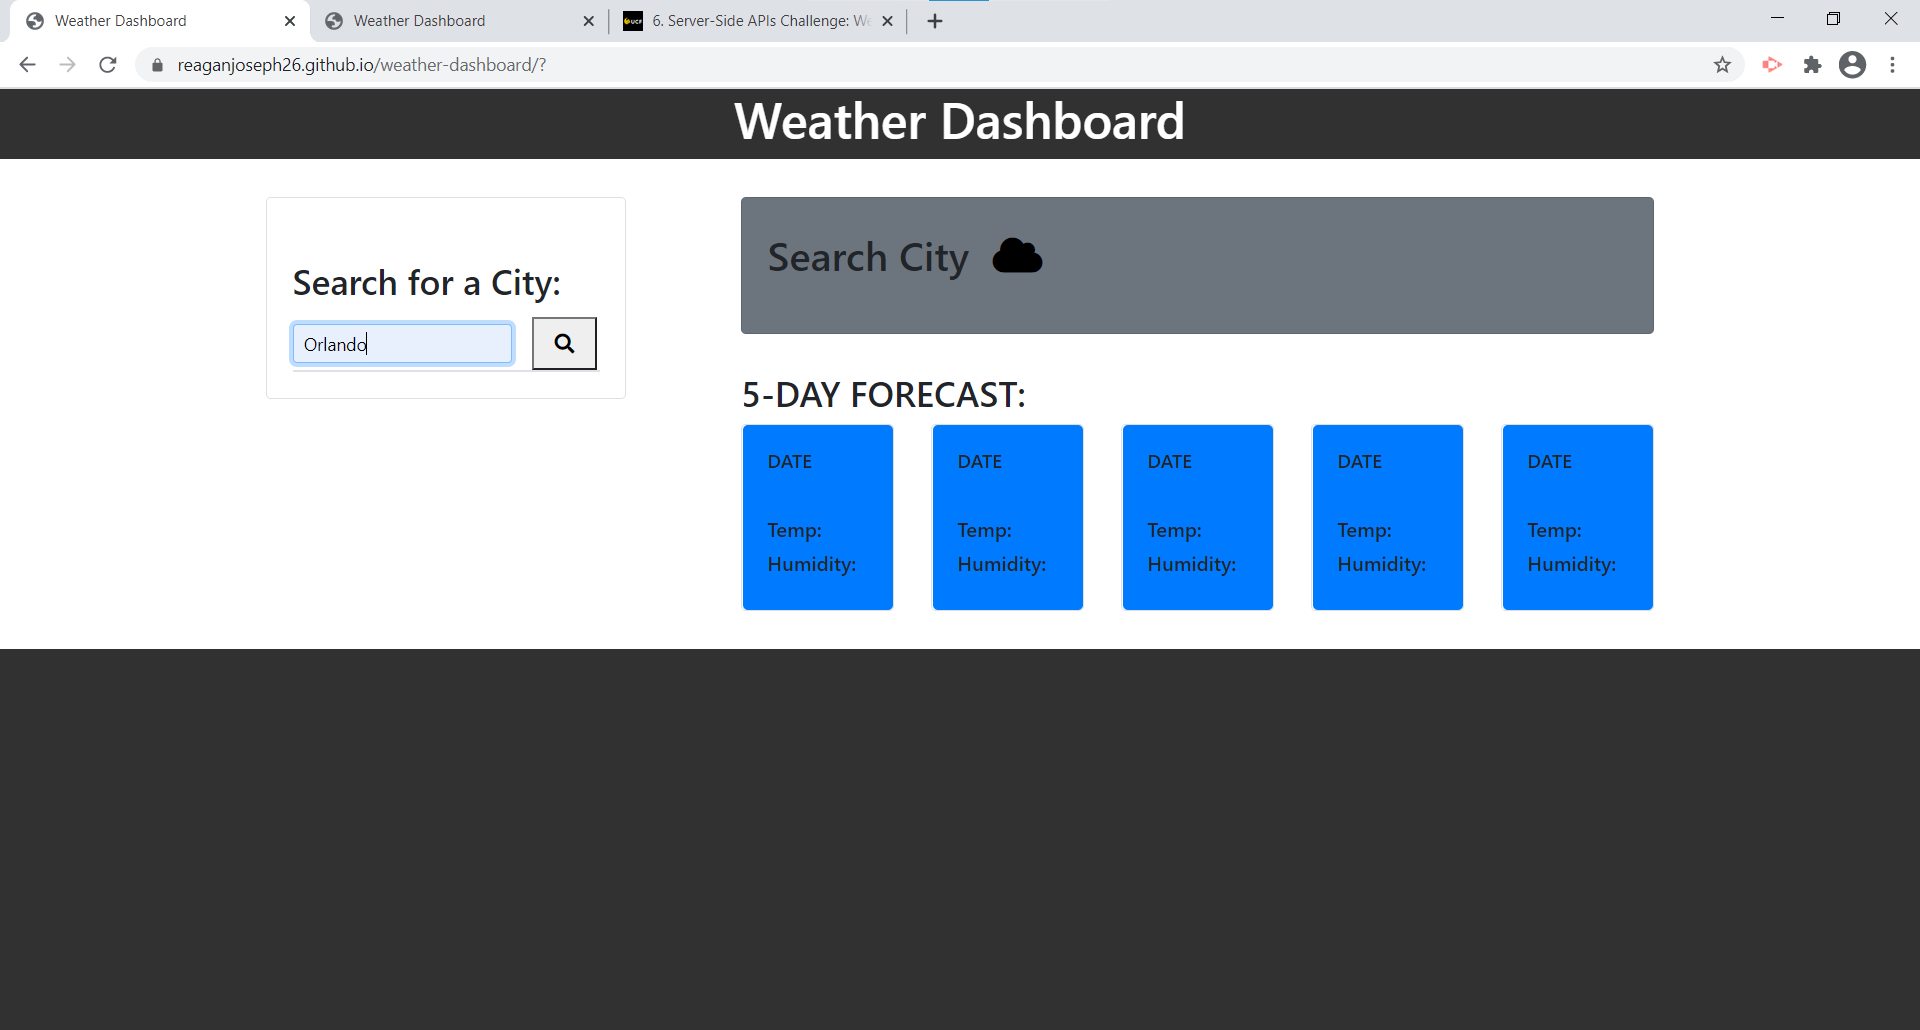 Weather Dashboard
Weather Dashboard
UCF
6. Server-Side APIs Challenge: We
reaganjoseph26.github.io/weather-dashboard/?
Weather Dashboard
Search for a City:
Orlando
Search City
5-DAY FORECAST:
DATE
Temp:
Humidity:
DATE
Temp:
Humidity:
DATE
Temp:
Humidity:
DATE
Temp:
Humidity:
DATE
Temp:
Humidity: